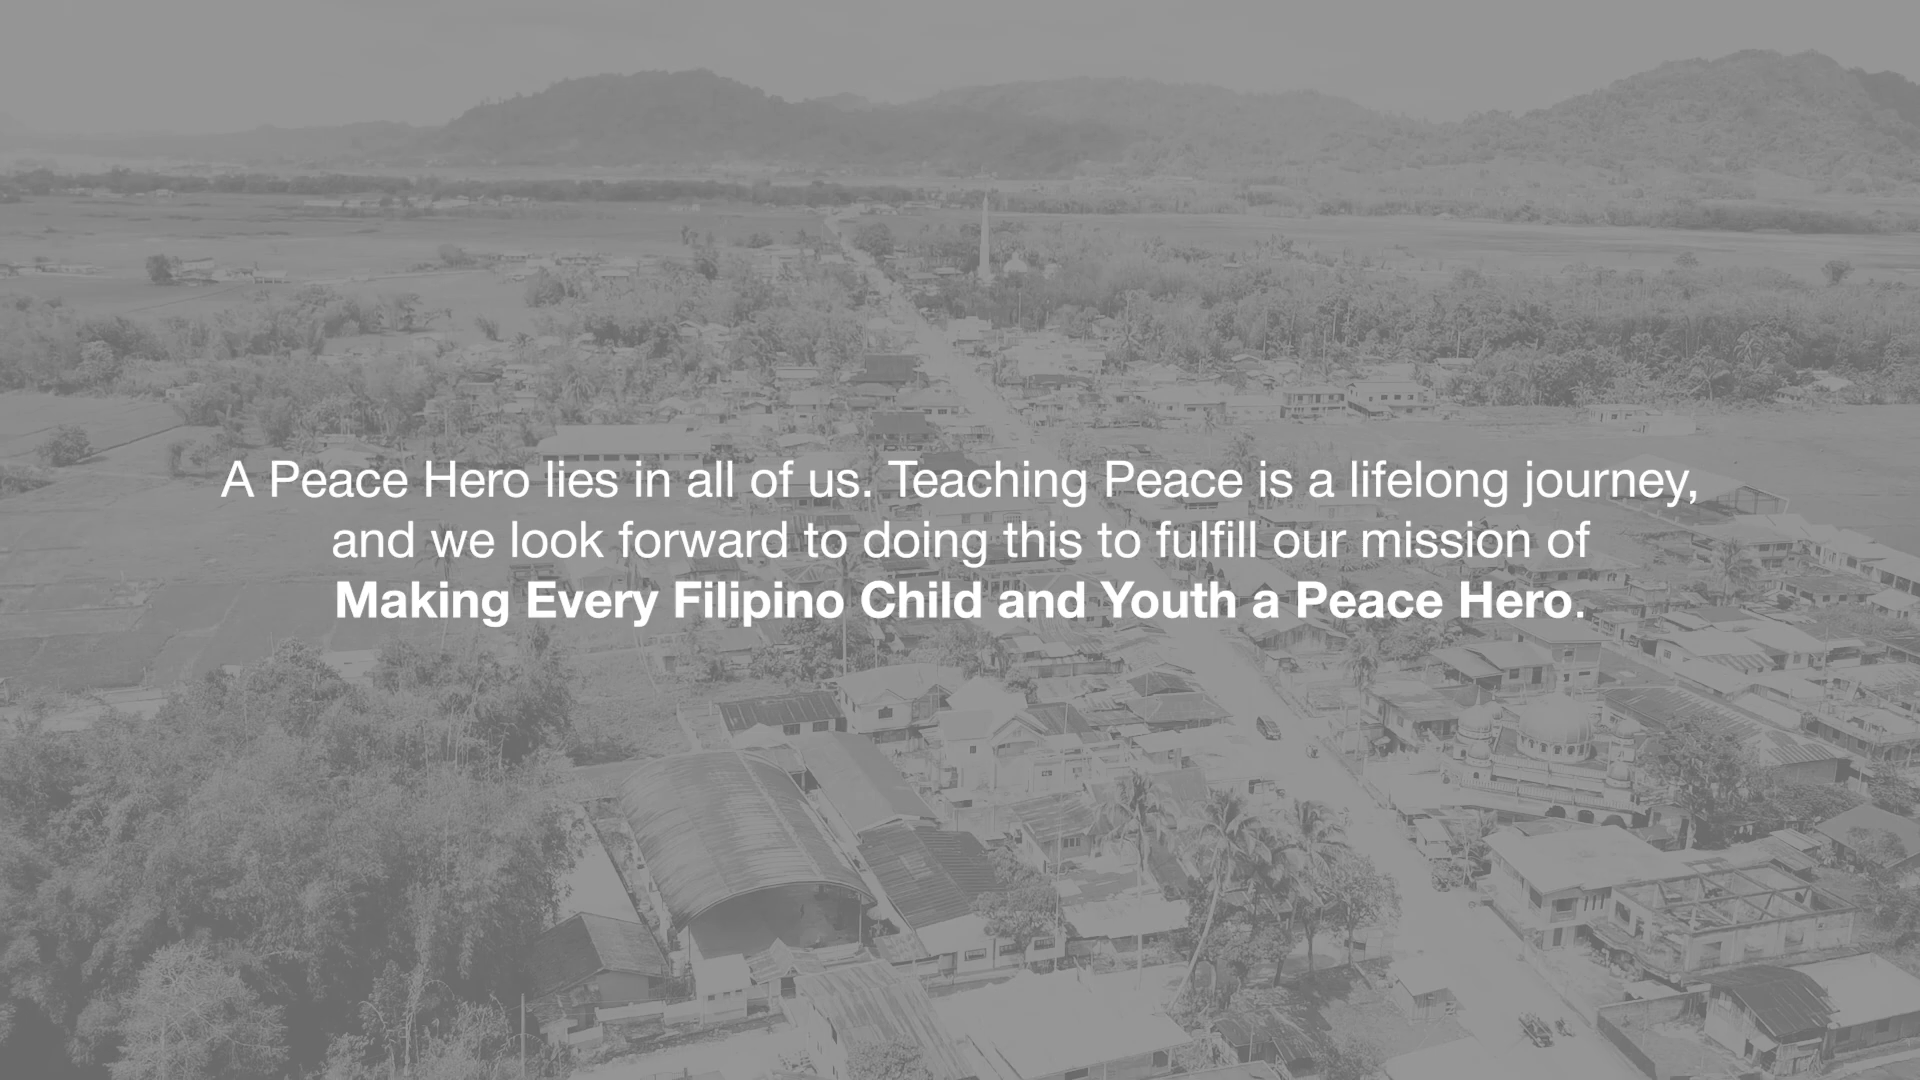 A Peace Hero lies in all of us. Teaching Peace is a lifelong journey,
and we look forward to doing this to fulfill our mission of
Making Every Filipino Child and Youth a Peace Hero.